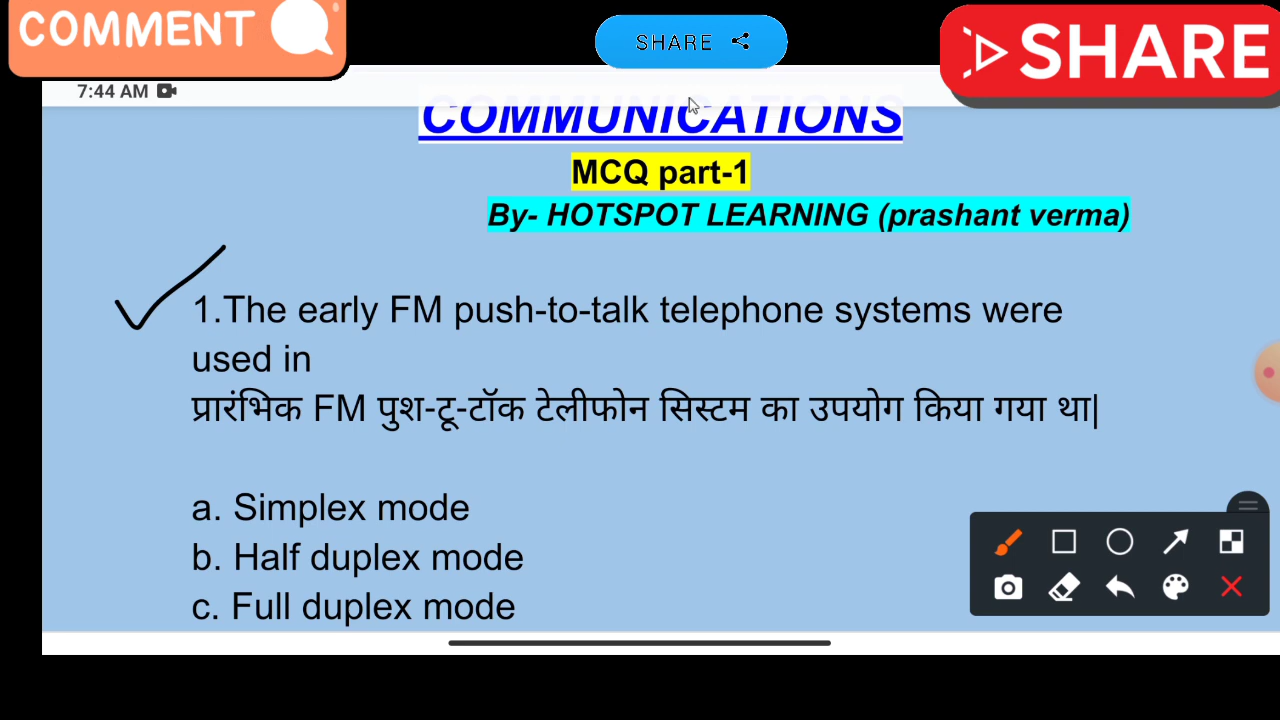 COMMENT
SHARE
SHARE
7:44 AM
COMMUNICATIONS
MCQ part-1
By- HOTSPOT LEARNING (prashant verma)
1.The early FM push-to-talk telephone systems were
used in
प्रारंभिक FM पुश-टू-टॉक टेलीफोन सिस्टम का उपयोग किया गया था|
a. Simplex mode
b. Half duplex mode
c. Full duplex mode